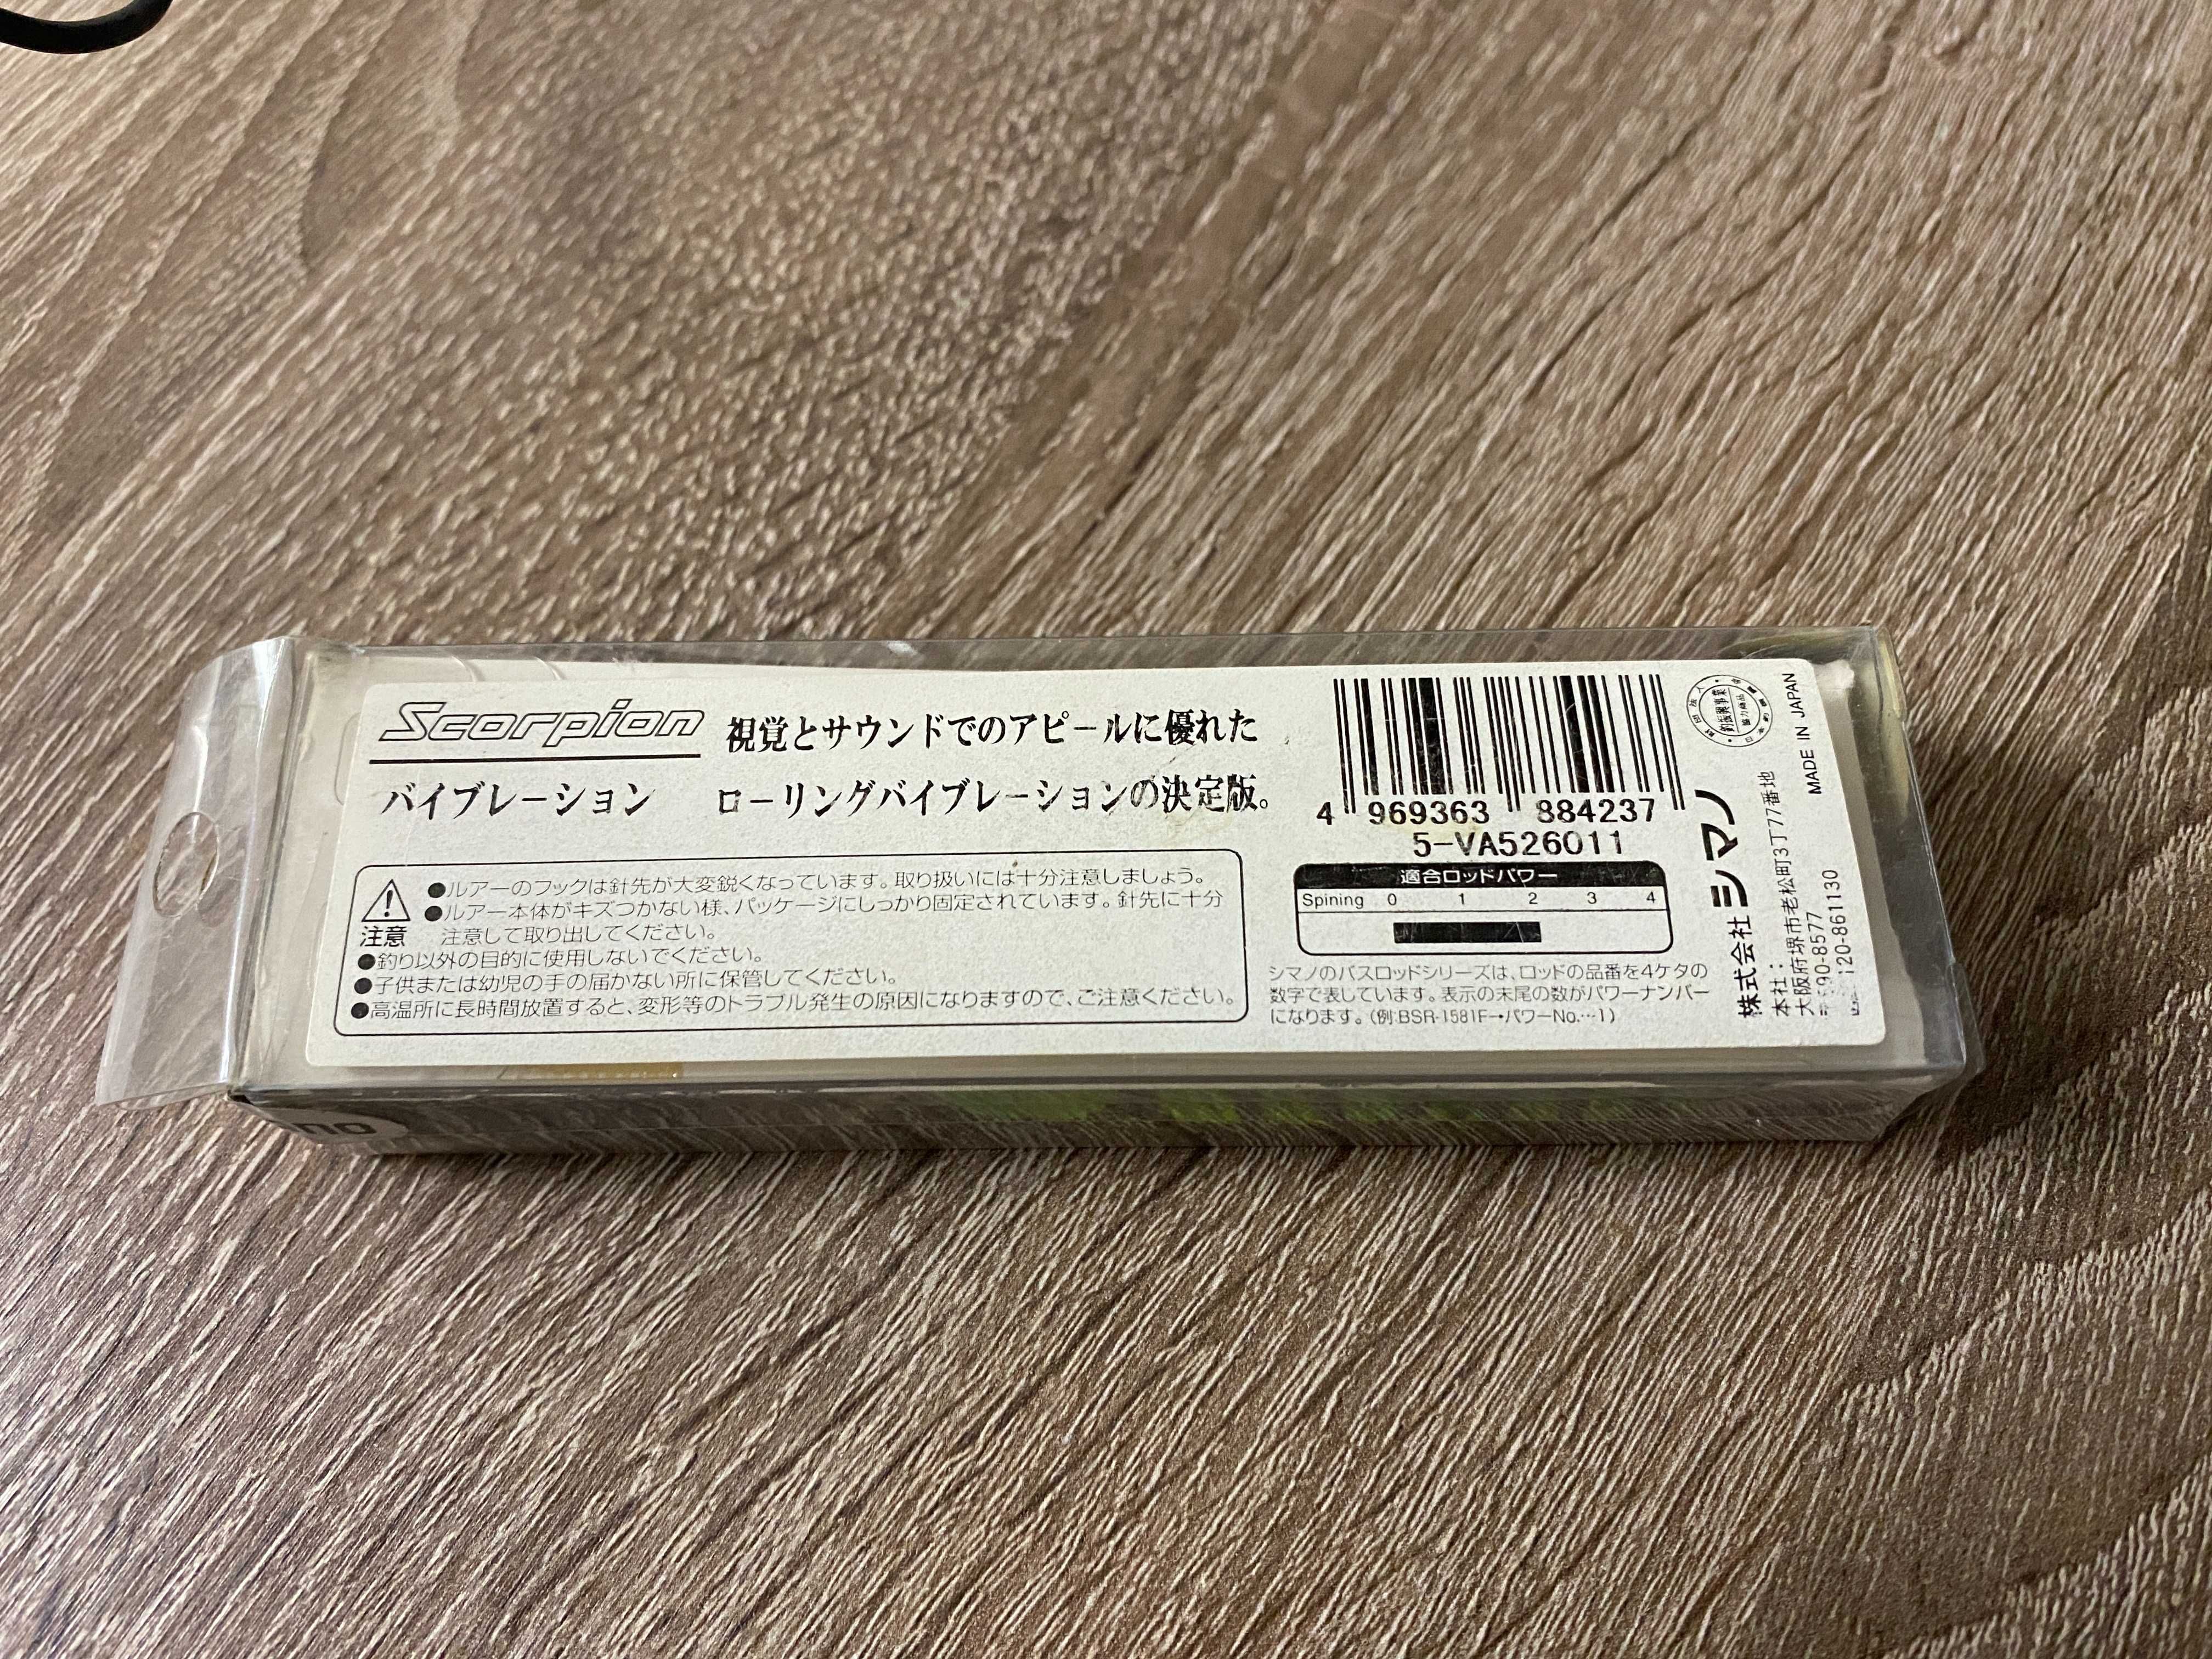 Scorpion 視覚とサウンドでのアピールに優れた
バイブレーション ローリングバイブレーションの決定版。
注意
●ルアーのフックは針先が大変鋭くなっています。取り扱いには十分注意しましょう。
●ルアー本体がキズつかない様、パッケージにしっかり固定されています。針先に十分
注意して取り出してください。
●釣り以外の目的に使用しないでください。
●子供または幼児の手の届かない所に保管してください。
●高温所に長時間放置すると、変形等のトラブル発生の原因になりますので、ご注意ください。
4 969363 884237
5-VA526011
適合ロッドパワー
Spining 0 1 2 3 4
シマノのバスロッドシリーズは、ロッドの品番を4ケタの
数字で表しています。表示の末尾の数がパワーナンバー
になります。(例:BSR-1581F→パワーNo.…1)
株式会社 シマノ
本社:
大阪府堺市老松町3丁77番地
590-8577
120-861130
MADE IN JAPAN
釣振興事業
協力商品
no